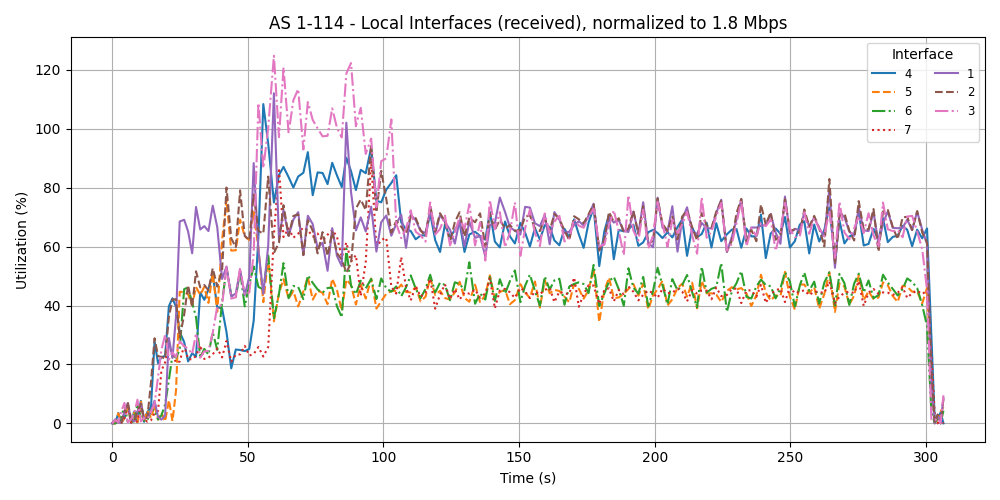 AS 1-114 - Local Interfaces (received), normalized to 1.8 Mbps
Utilization (%)
120
100
80
60
40
20
0
0 50 100 150 200 250 300
Time (s)
Interface
4 1
5 2
6 3
7